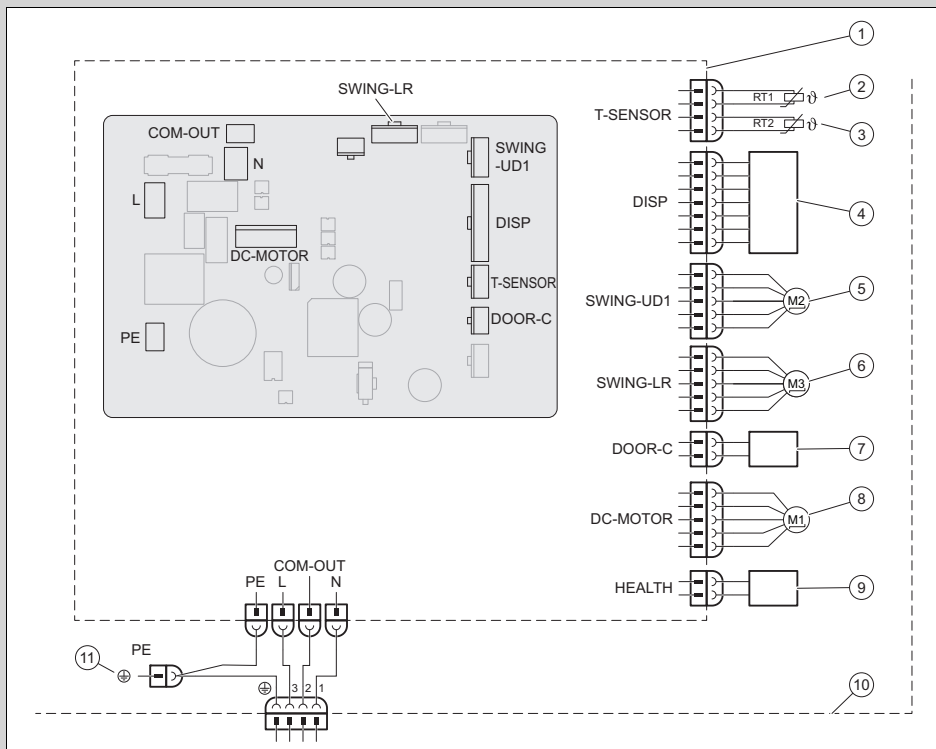 1
SWING-LR
T-SENSOR
RT1 ϑ
2
RT2 ϑ
3
COM-OUT
N
SWING
-UD1
L
DISP
DISP
4
DC-MOTOR
T-SENSOR
SWING-UD1
M2
5
DOOR-C
PE
SWING-LR
M3
6
DOOR-C
7
DC-MOTOR
M1
8
COM-OUT
PE L N
HEALTH
9
11
PE
3 2 1
10